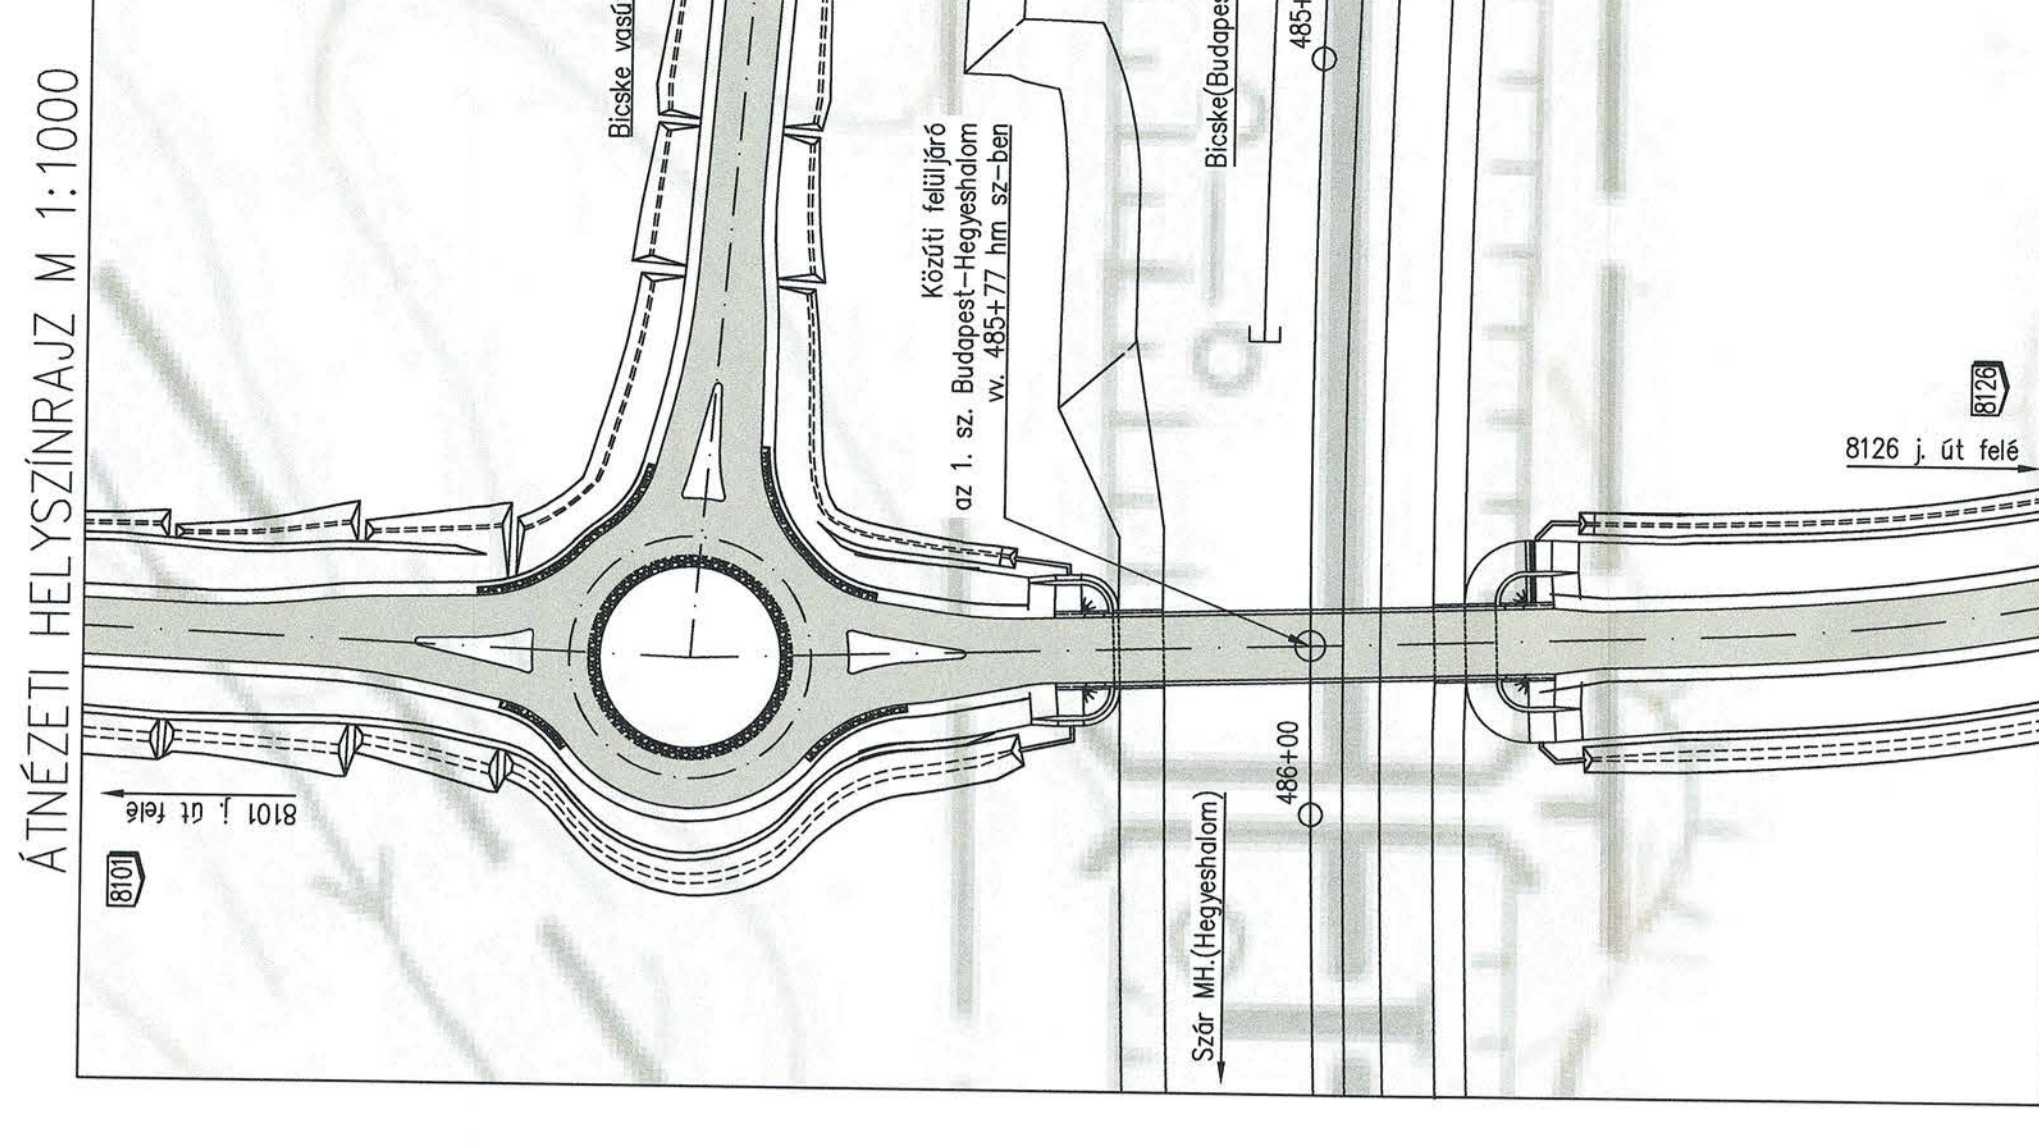 ÁTNÉZETI HELYSZÍNRAJZ M 1:1000
8101
8101 j. út felé
Bicske
Közúti felüljáró
az 1. sz. Budapest-Hegyeshalom
vv. 485+77 hm sz-ben
Bicske(Budapes
485+
486+00
Szár MH.(Hegyeshalom)
8126 j. út felé
8126